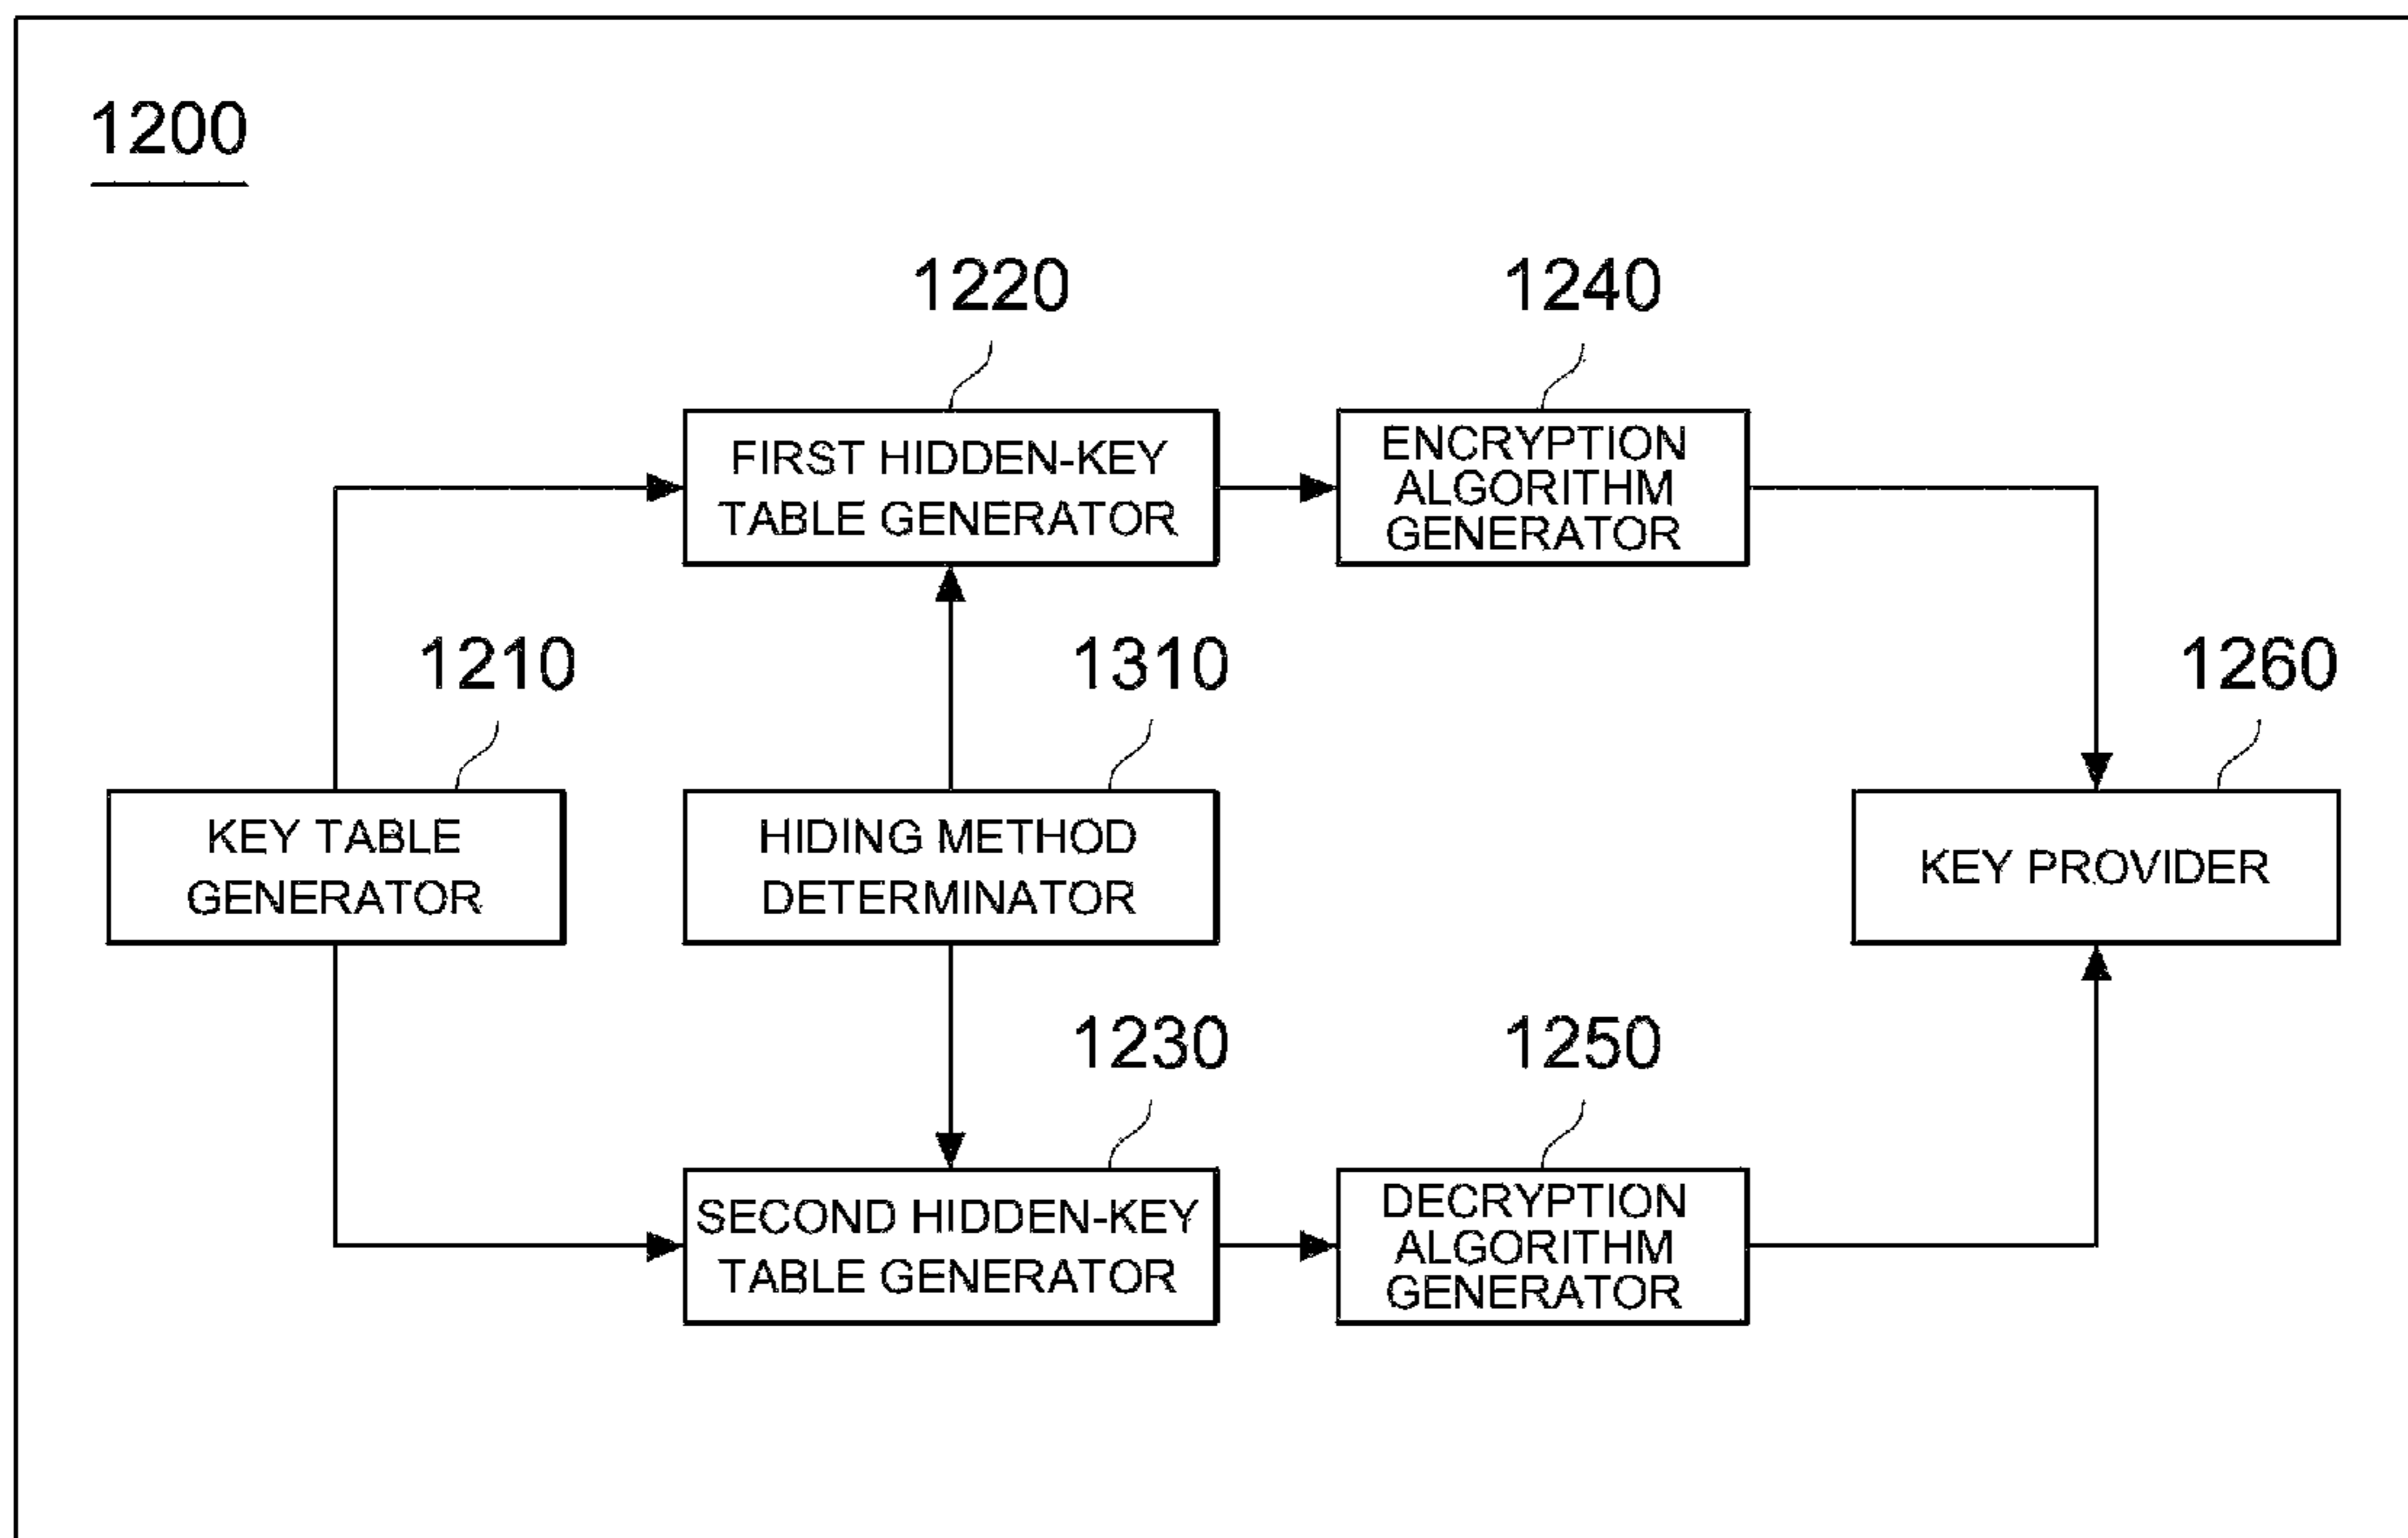 1200
1220
FIRST HIDDEN-KEY
TABLE GENERATOR
1240
ENCRYPTION
ALGORITHM
GENERATOR
1210
KEY TABLE
GENERATOR
1310
HIDING METHOD
DETERMINATOR
1260
KEY PROVIDER
1230
SECOND HIDDEN-KEY
TABLE GENERATOR
1250
DECRYPTION
ALGORITHM
GENERATOR